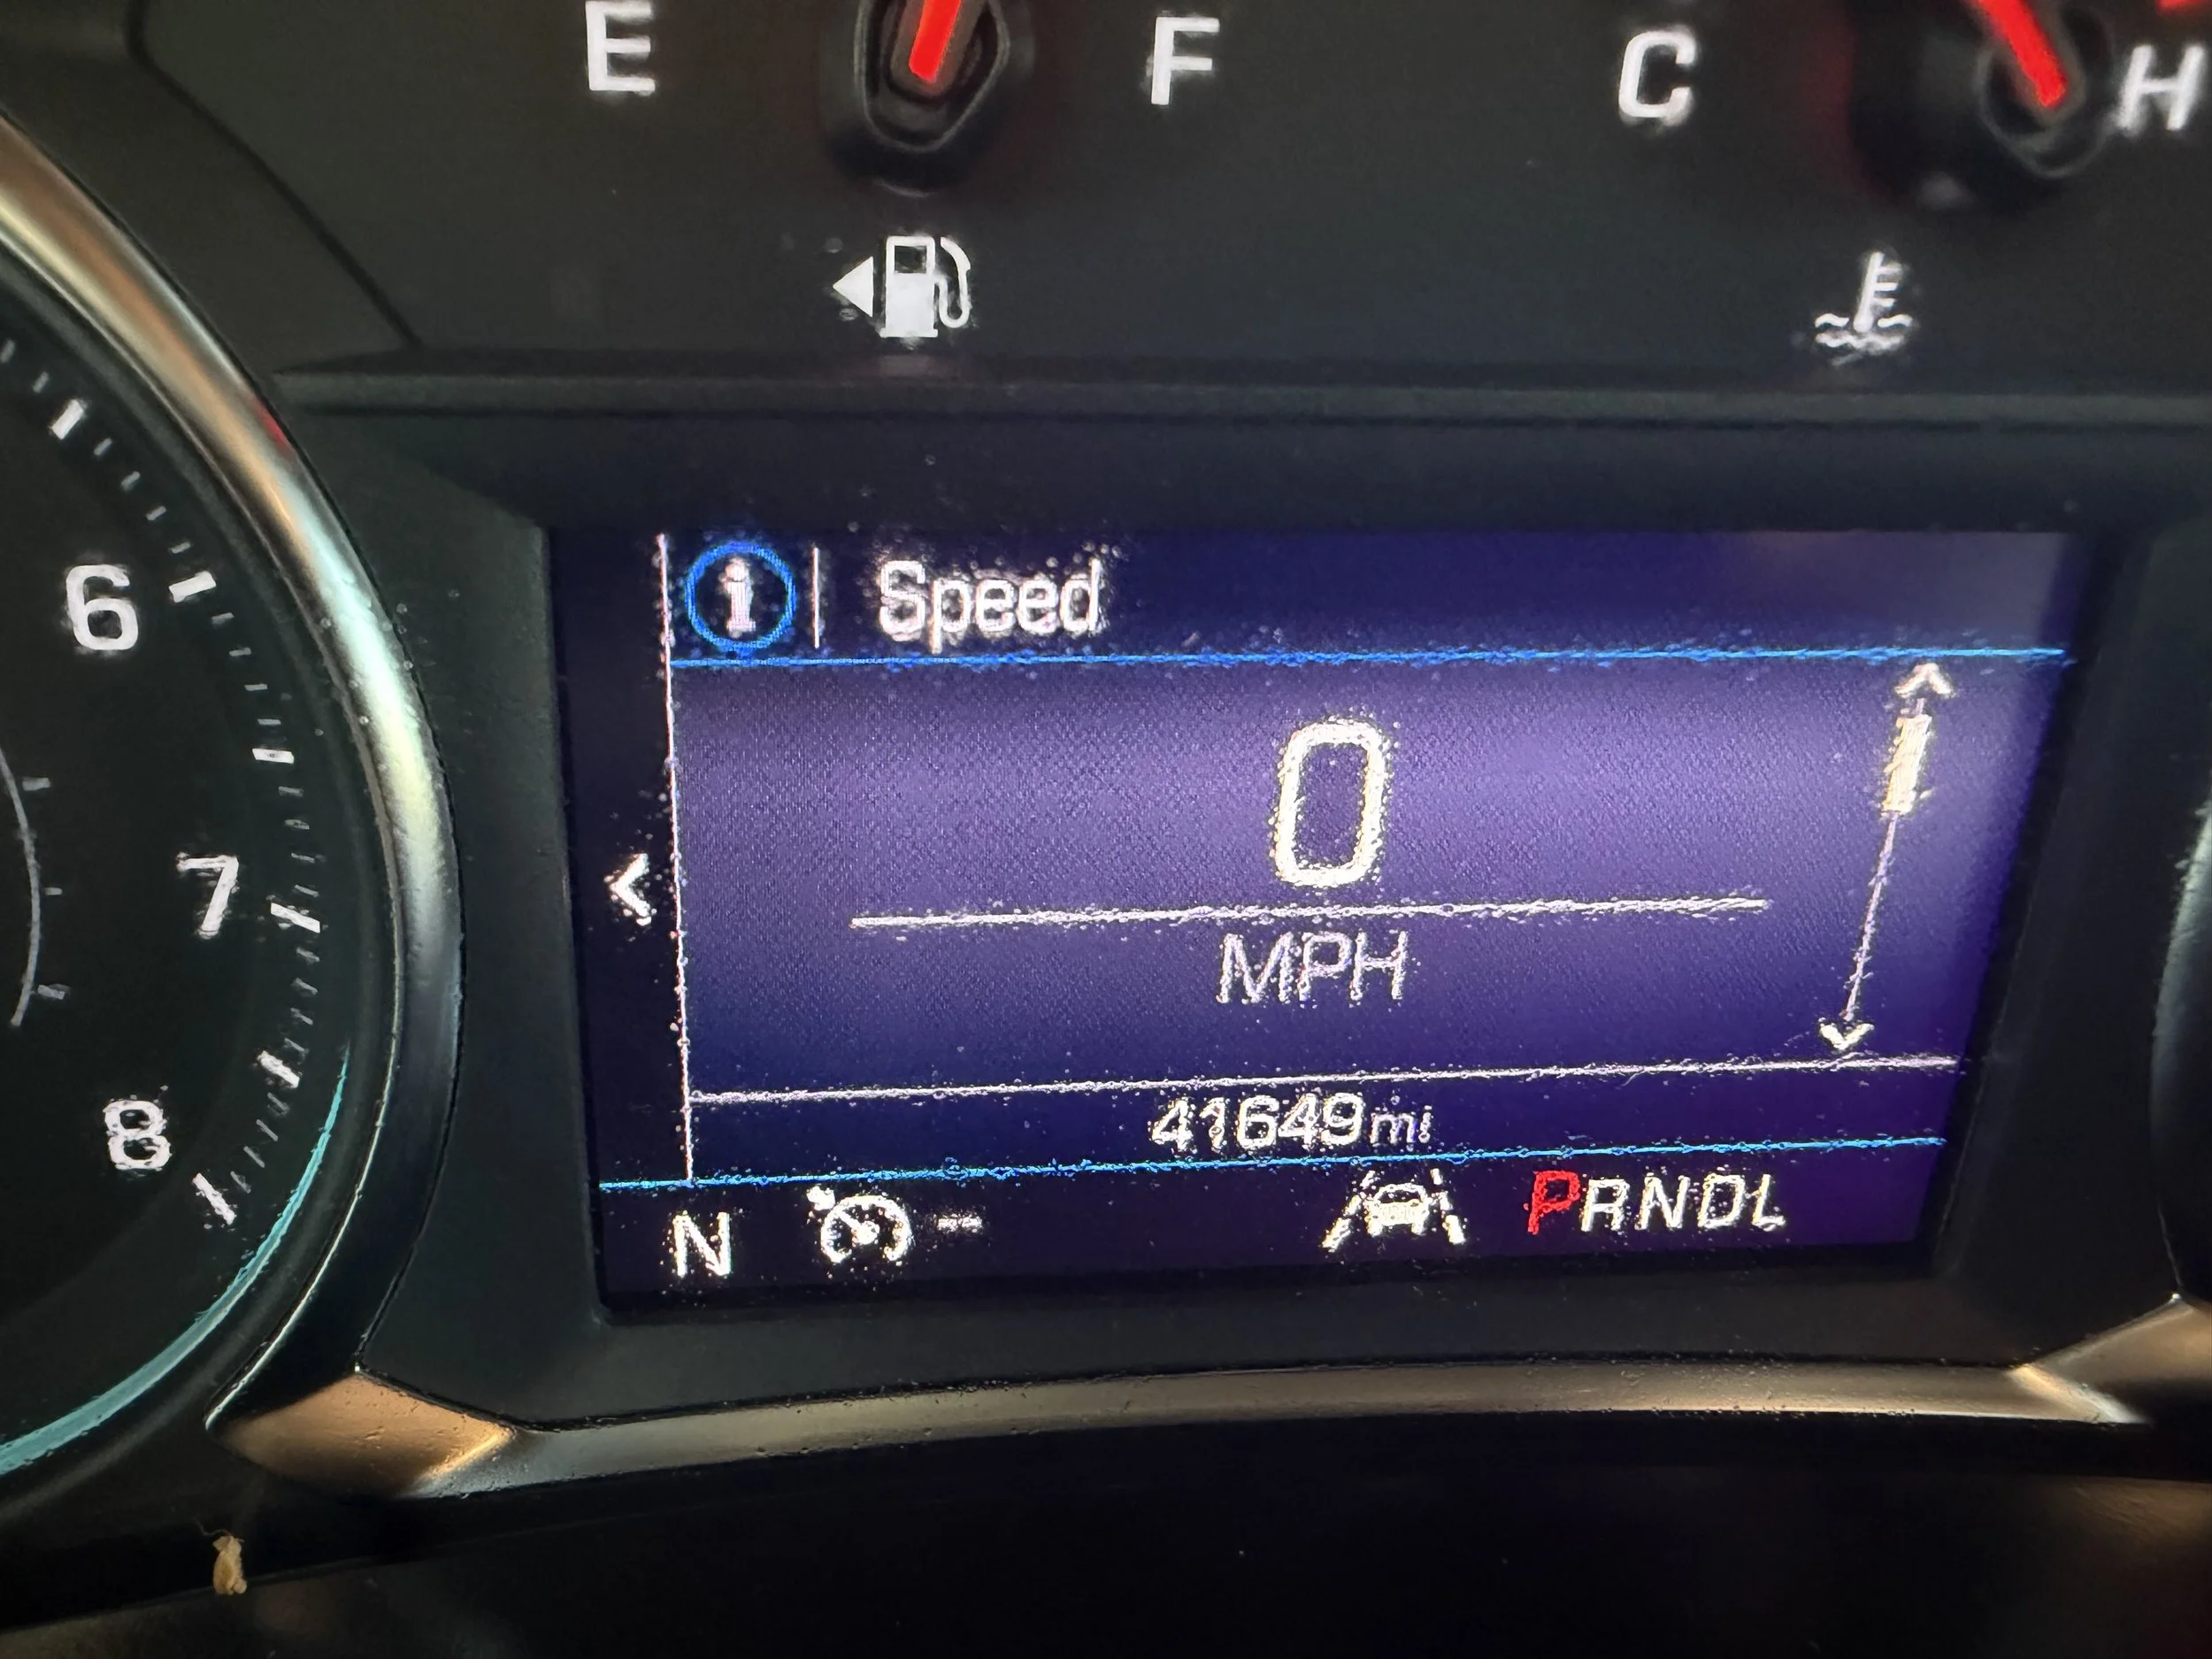 E F C H
i Speed
6
0
7
MPH
41649mi
8
N -- PRNDL